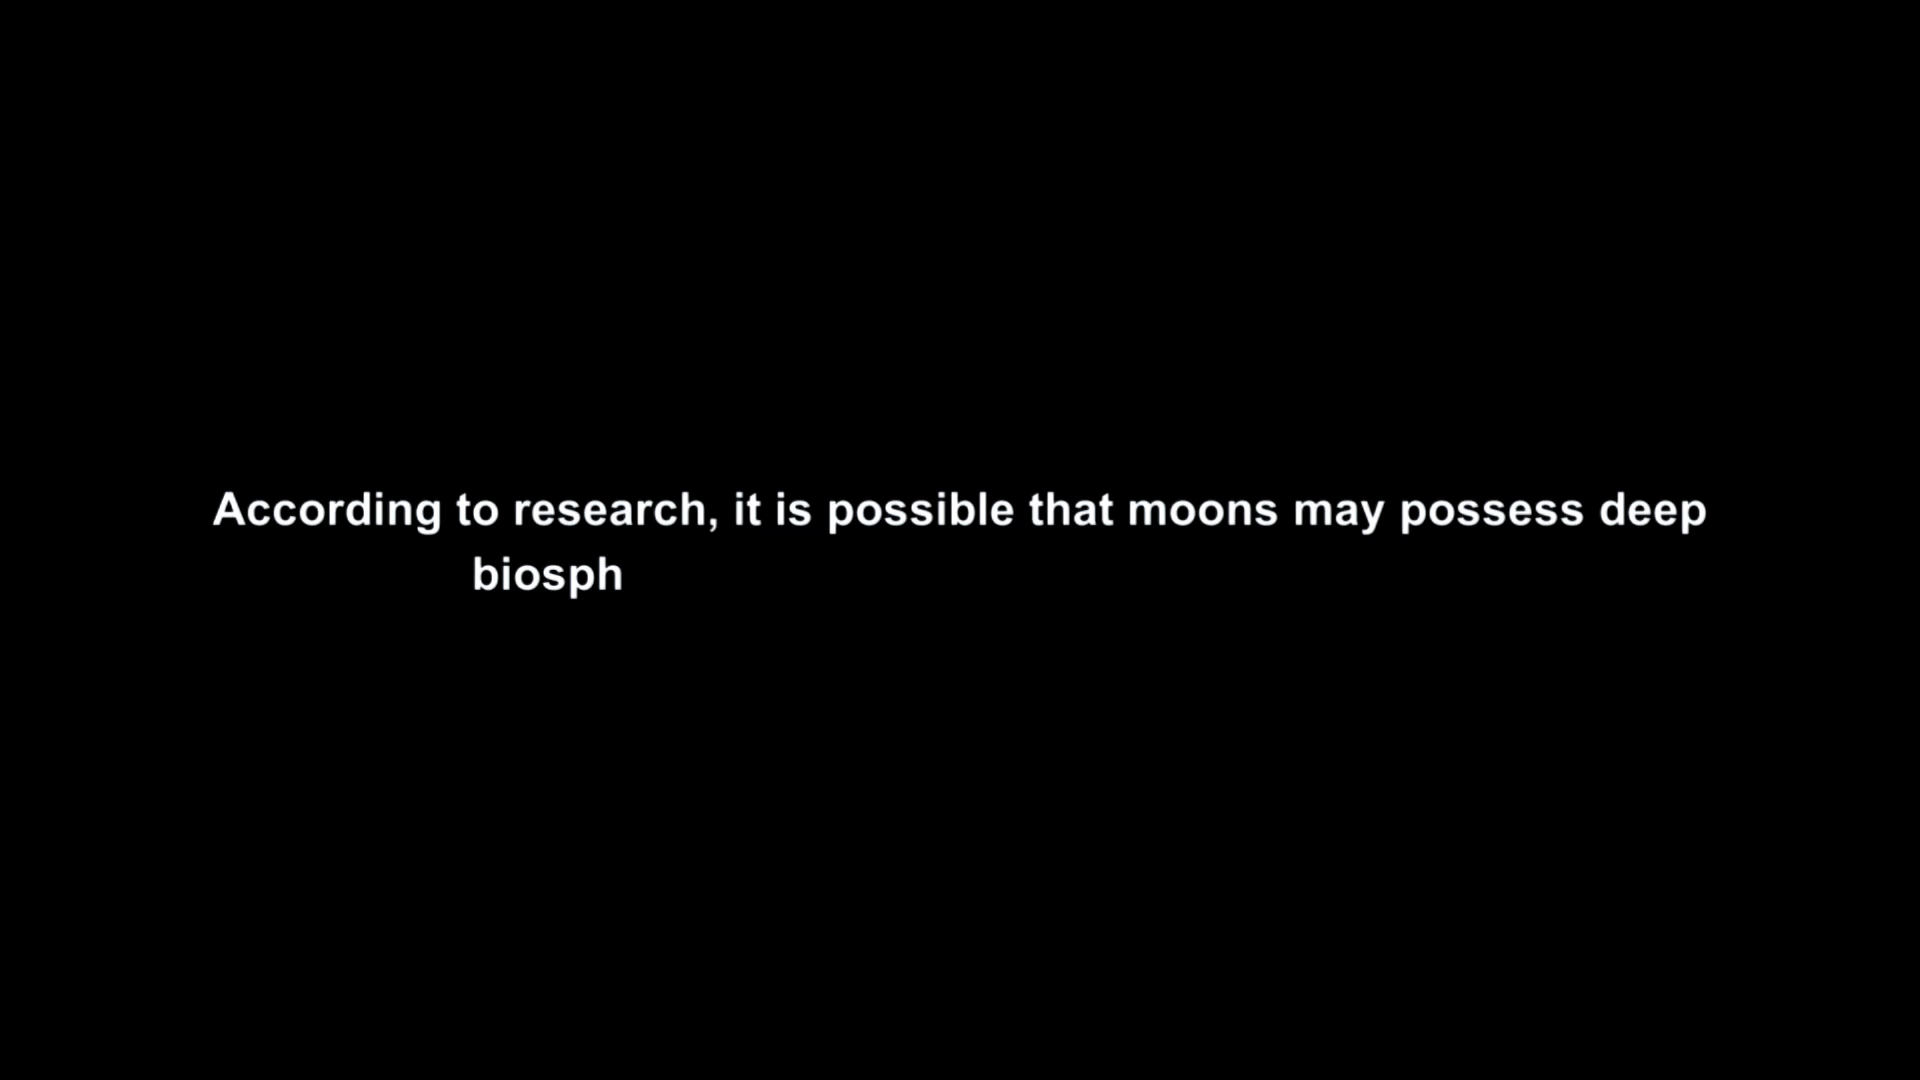 According to research, it is possible that moons may possess deep
biosph